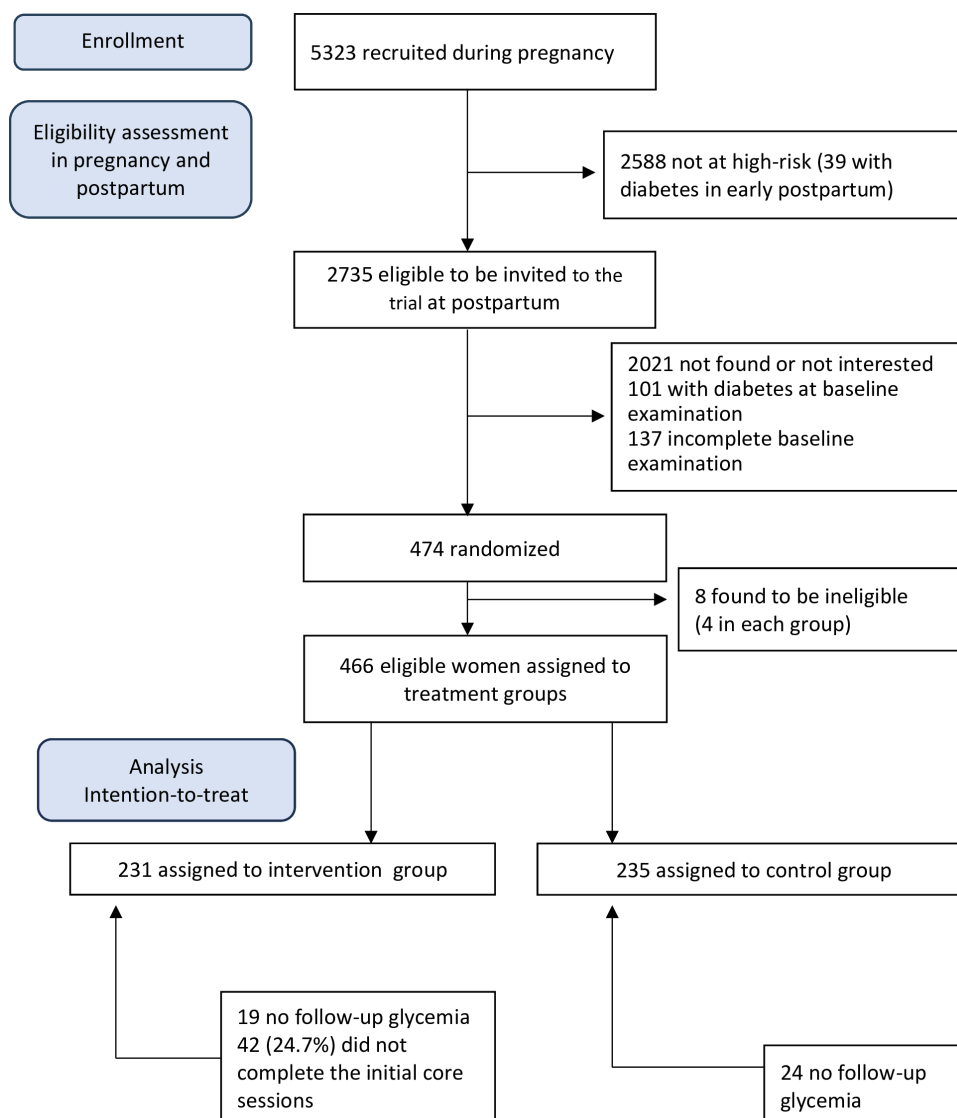 Enrollment
5323 recruited during pregnancy
Eligibility assessment
in pregnancy and
postpartum
2588 not at high-risk (39 with
diabetes in early postpartum)
2735 eligible to be invited to the
trial at postpartum
2021 not found or not interested
101 with diabetes at baseline
examination
137 incomplete baseline
examination
474 randomized
8 found to be ineligible
(4 in each group)
466 eligible women assigned to
treatment groups
Analysis
Intention-to-treat
231 assigned to intervention group
235 assigned to control group
19 no follow-up glycemia
42 (24.7%) did not
complete the initial core
sessions
24 no follow-up
glycemia